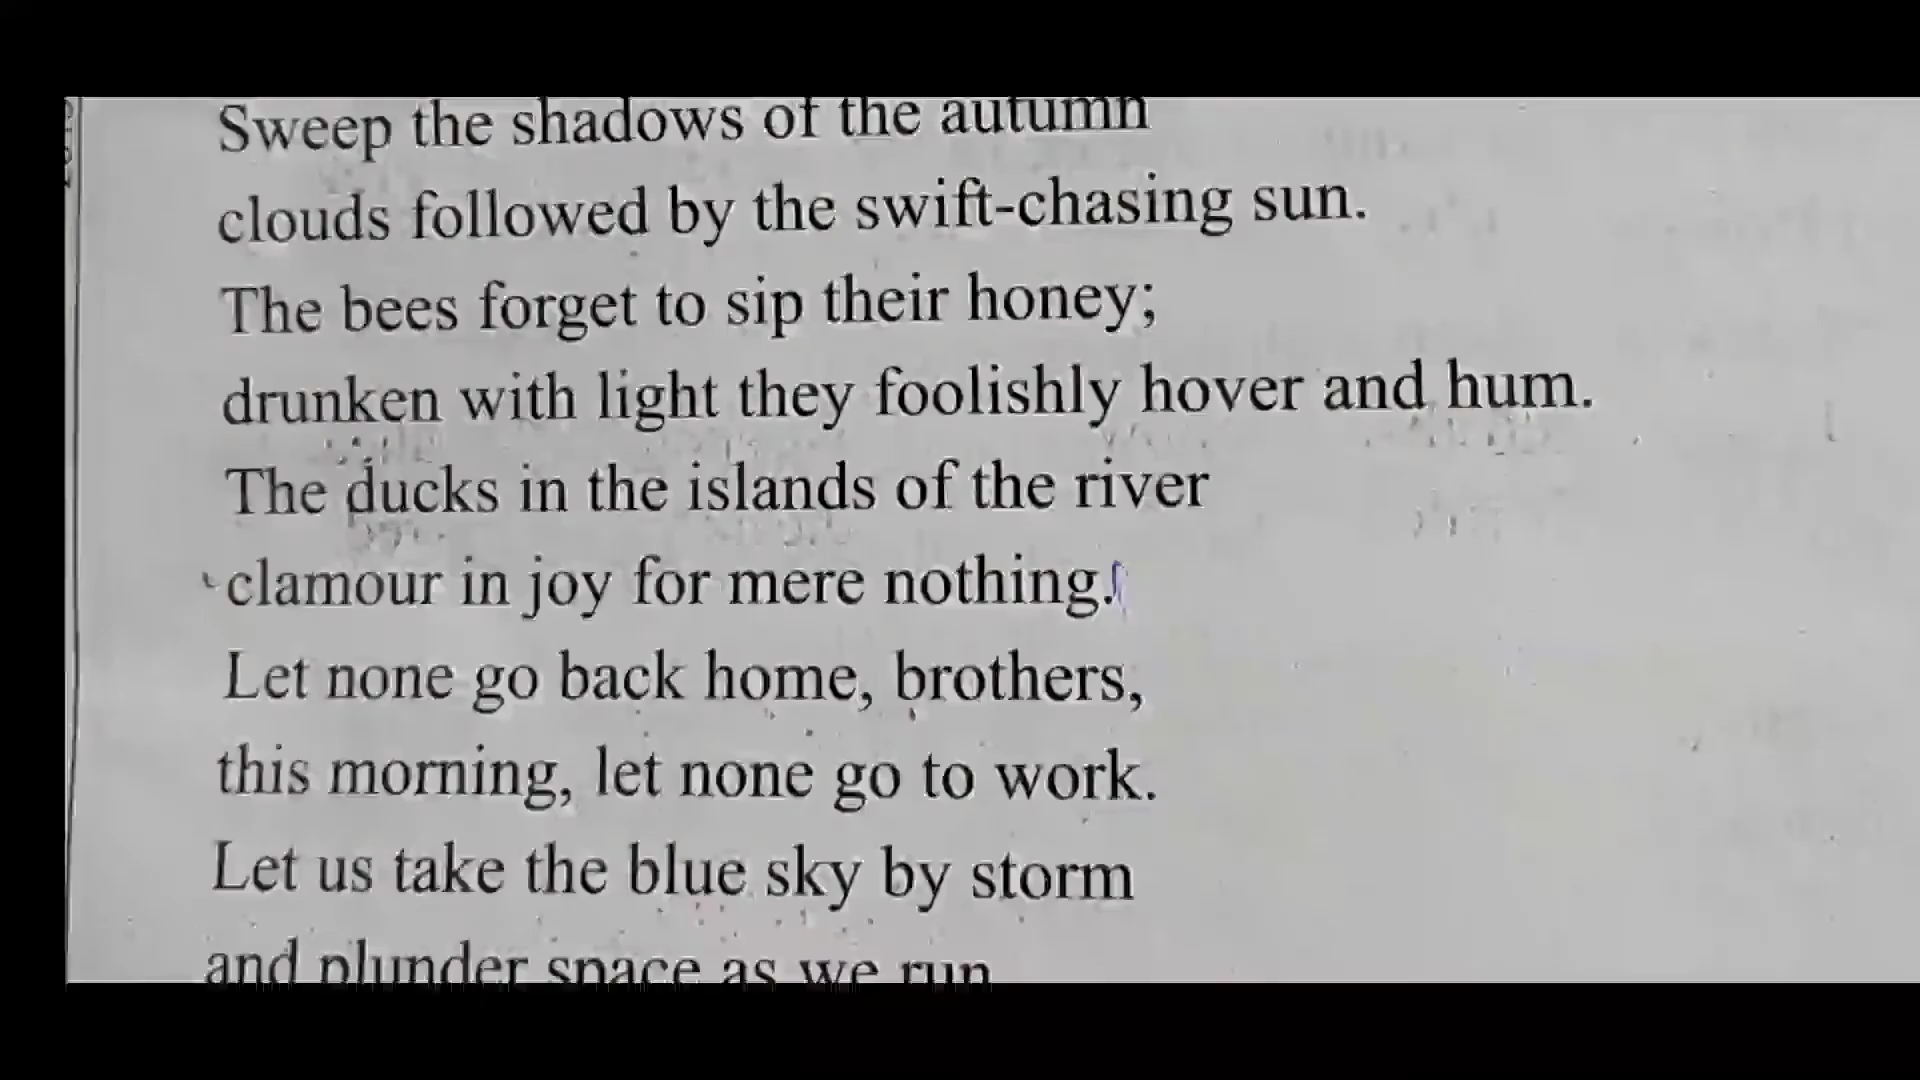 Sweep the shadows of the autumn
clouds followed by the swift-chasing sun.
The bees forget to sip their honey;
drunken with light they foolishly hover and hum.
The ducks in the islands of the river
clamour in joy for mere nothing.
Let none go back home, brothers,
this morning, let none go to work.
Let us take the blue sky by storm
and plunder space as we run